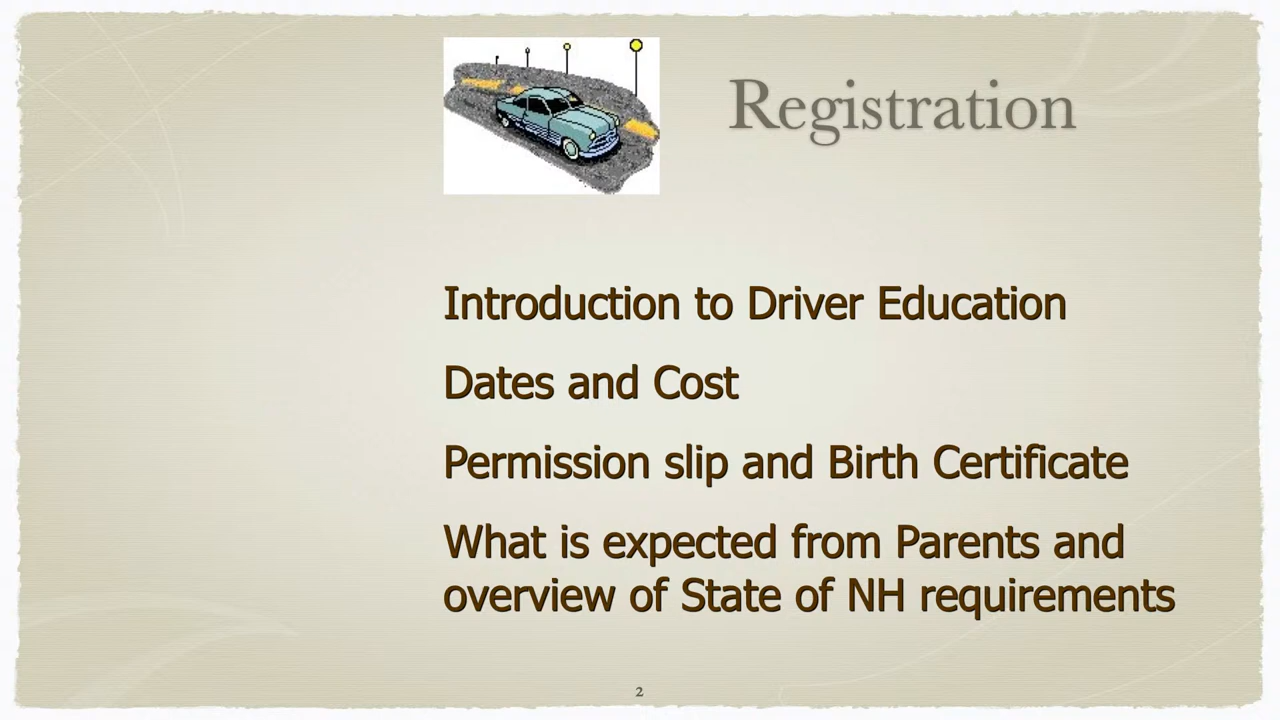 Registration
Introduction to Driver Education
Dates and Cost
Permission slip and Birth Certificate
What is expected from Parents and
overview of State of NH requirements
2